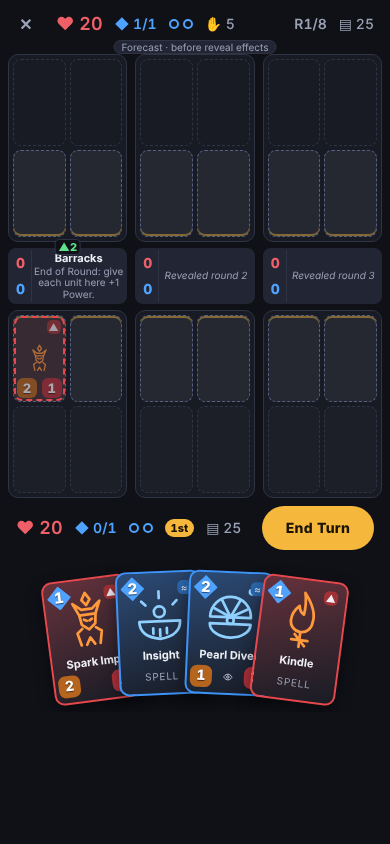 ✕ 20 1/1 5 R1/8 25
Forecast · before reveal effects
▲2
0 Barracks
End of Round: give
each unit here +1
Power.
0
0 Revealed round 2
0
0 Revealed round 3
0
2 1
20 0/1 1st 25 End Turn
1 Spark Imp
2
2 Insight
SPELL
2 Pearl Dive
1
1 Kindle
SPELL